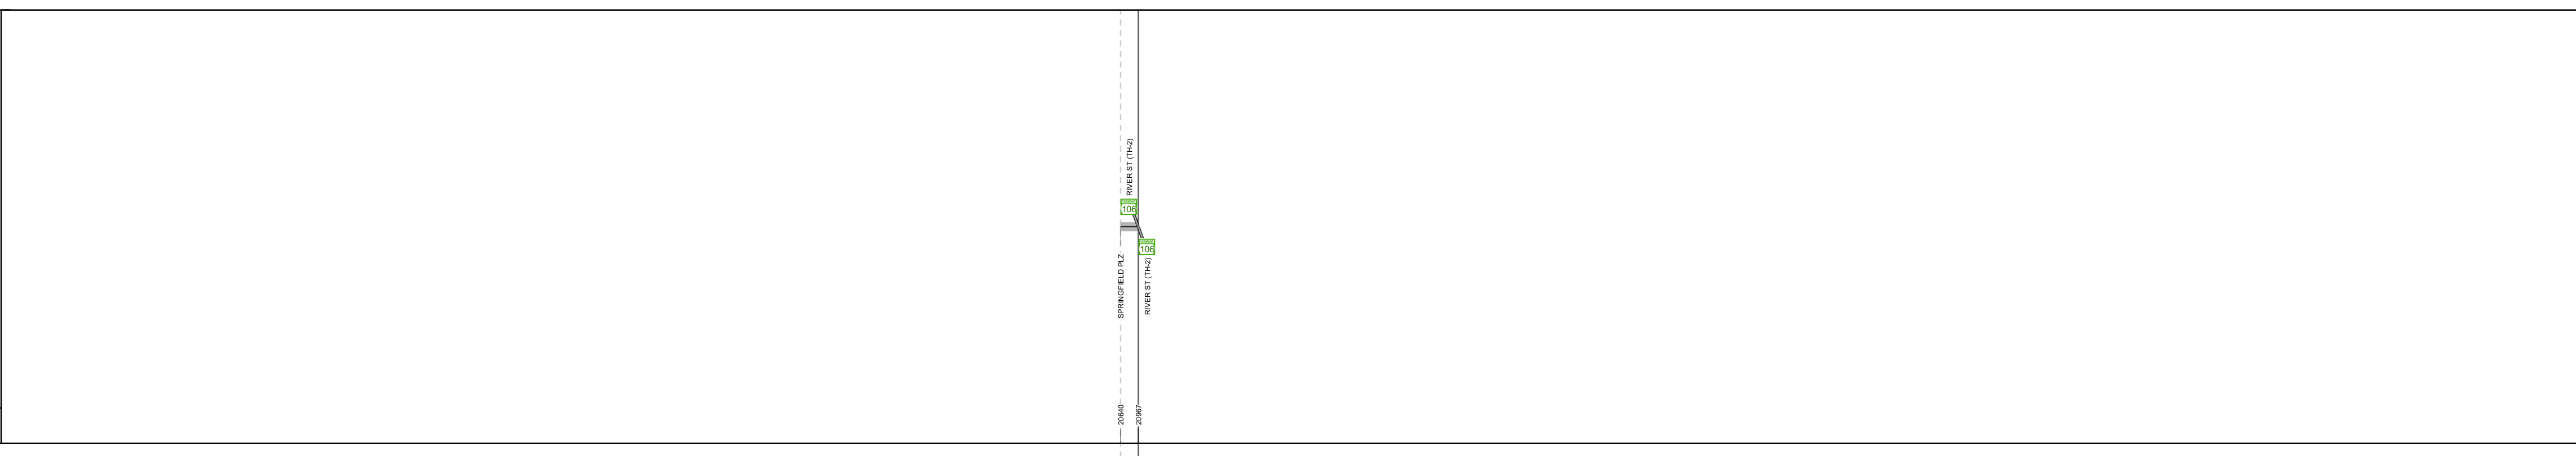 RIVER ST (TH-2)
106
106
SPRINGFIELD PLZ
RIVER ST (TH-2)
20640
20967